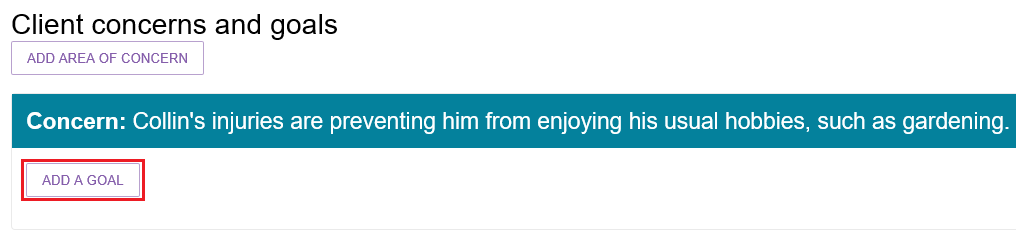 Client concerns and goals
ADD AREA OF CONCERN
Concern: Collin's injuries are preventing him from enjoying his usual hobbies, such as gardening.
ADD A GOAL